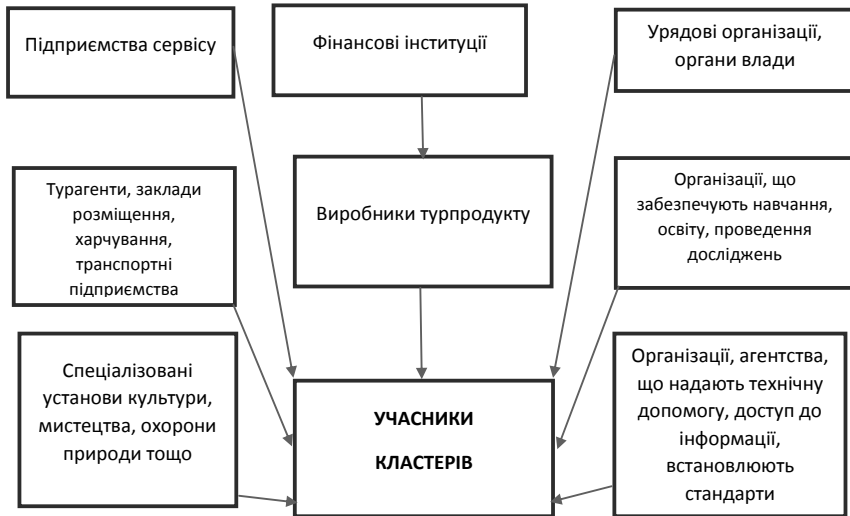 Підприємства сервісу
Фінансові інституції
Урядові організації,
органи влади
Турагенти, заклади
розміщення,
харчування,
транспортні
підприємства
Виробники турпродукту
Організації, що
забезпечують навчання,
освіту, проведення
досліджень
Спеціалізовані
установи культури,
мистецтва, охорони
природи тощо
УЧАСНИКИ
КЛАСТЕРІВ
Організації, агентства,
що надають технічну
допомогу, доступ до
інформації,
встановлюють
стандарти